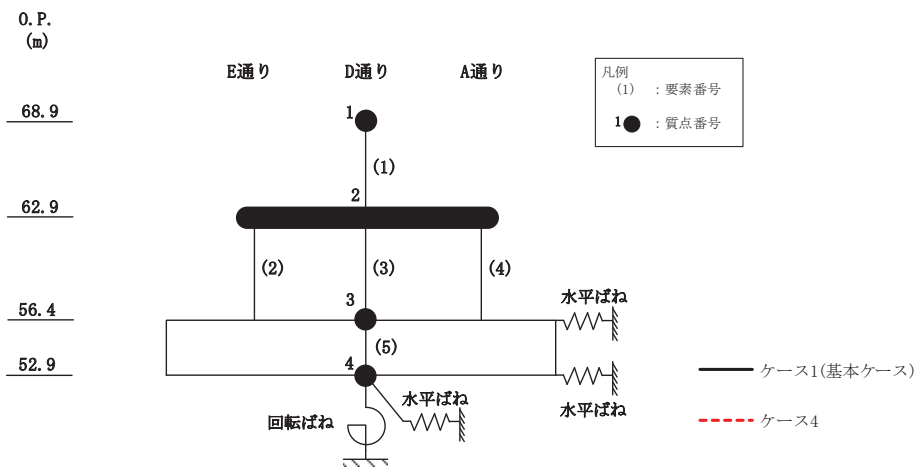 O.P.
(m)
E通り
D通り
A通り
凡例
(1) : 要素番号
1 : 質点番号
68.9
1
(1)
2
62.9
(2)
(3)
(4)
水平ばね
3
56.4
(5)
4
52.9
水平ばね
水平ばね
回転ばね
ケース1(基本ケース)
ケース4